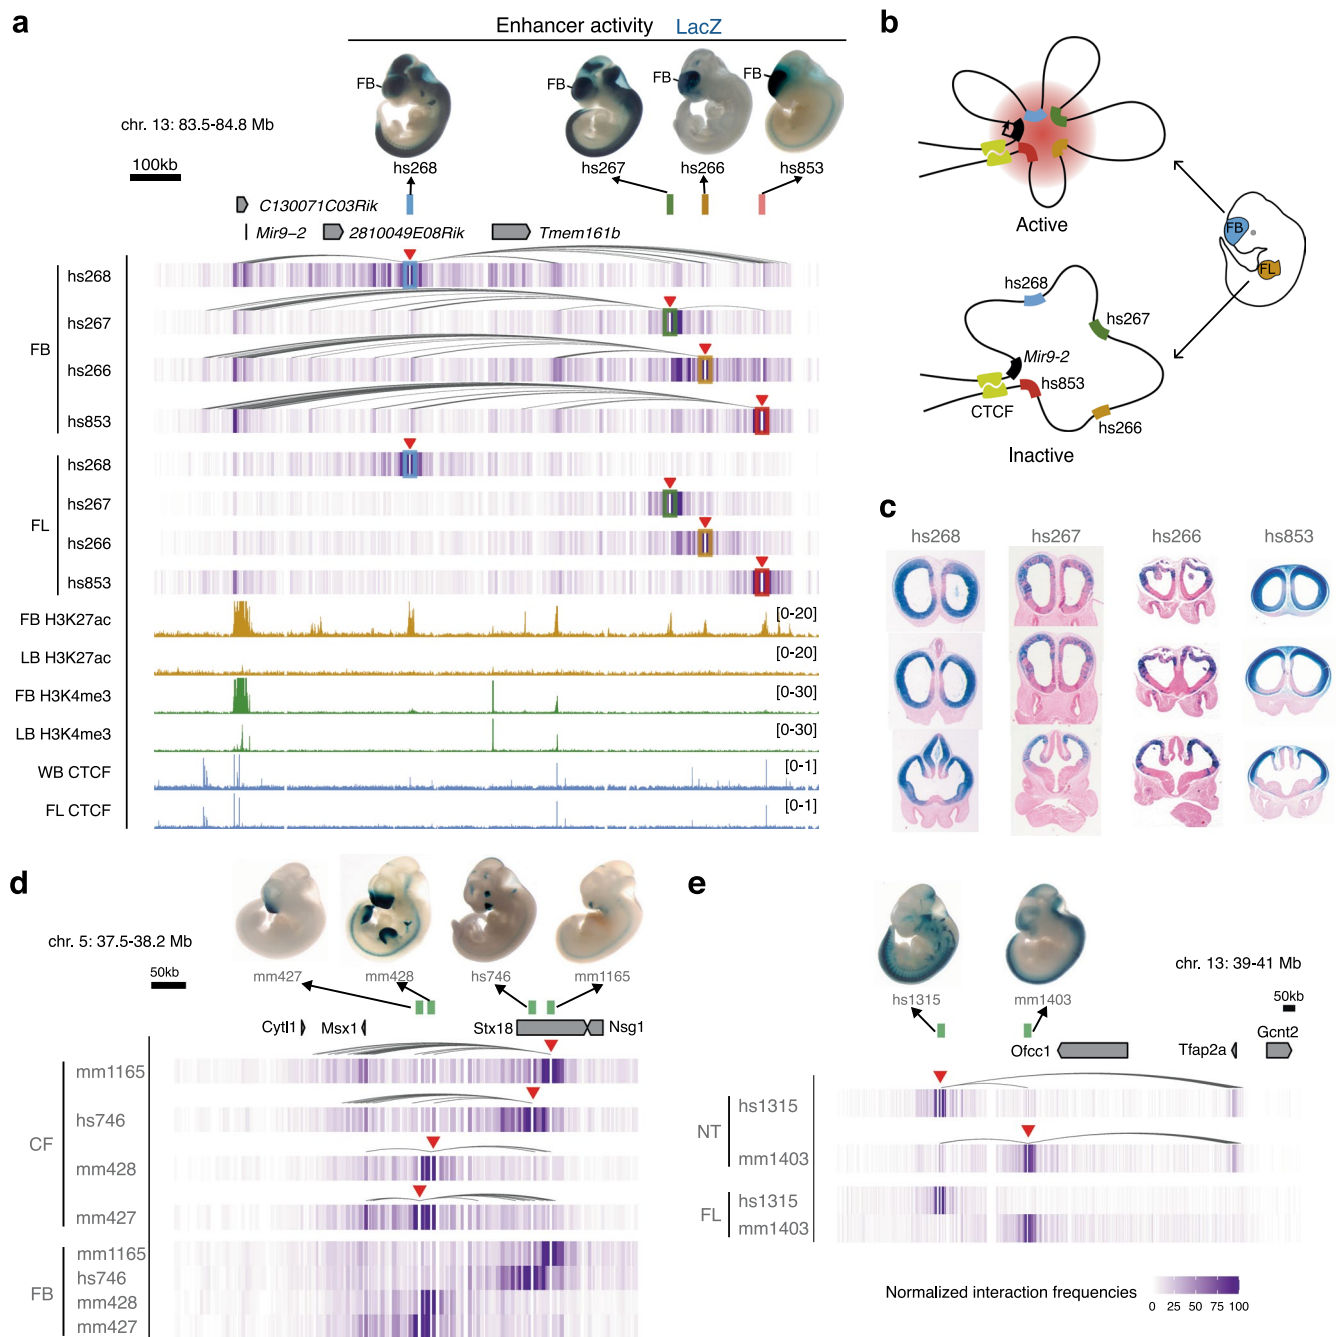 a
Enhancer activity LacZ
FB
FB
FB
FB
chr. 13: 83.5-84.8 Mb
100kb
hs268
hs267
hs266
hs853
C130071C03Rik
Mir9-2
2810049E08Rik
Tmem161b
FB
hs268
hs267
hs266
hs853
FL
hs268
hs267
hs266
hs853
FB H3K27ac [0-20]
LB H3K27ac [0-20]
FB H3K4me3 [0-30]
LB H3K4me3 [0-30]
WB CTCF [0-1]
FL CTCF [0-1]
b
Active
FB
FL
hs268
hs267
Mir9-2
hs853
CTCF
hs266
Inactive
c
hs268 hs267 hs266 hs853
d
chr. 5: 37.5-38.2 Mb
50kb
mm427
mm428
hs746
mm1165
Cytl1
Msx1
Stx18
Nsg1
CF
mm1165
hs746
mm428
mm427
FB
mm1165
hs746
mm428
mm427
e
chr. 13: 39-41 Mb
50kb
hs1315
mm1403
Ofcc1
Tfap2a
Gcnt2
NT
hs1315
mm1403
FL
hs1315
mm1403
Normalized interaction frequencies
0 25 50 75 100